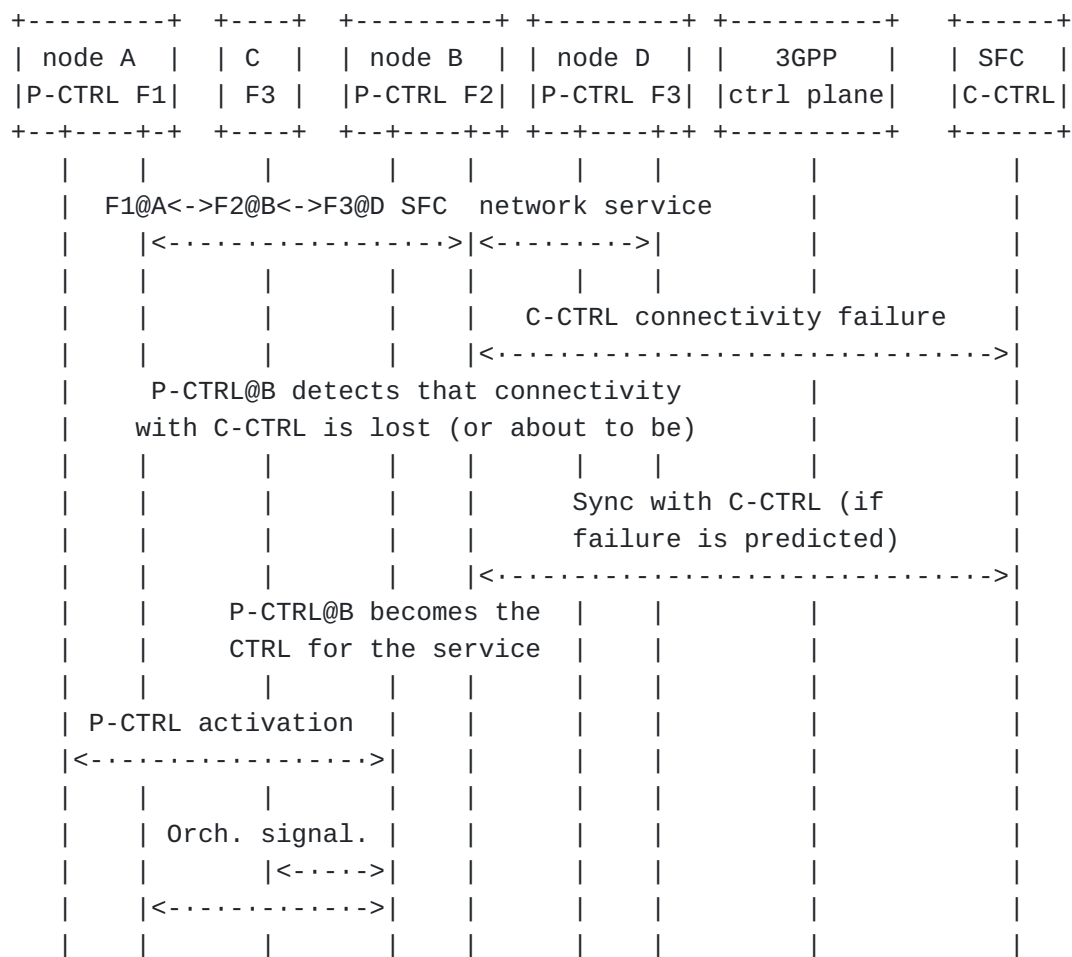 +---------+  +----+  +---------+ +---------+ +----------+   +------+
| node A  |  | C  |  | node B  | | node D  | |   3GPP   |   | SFC  |
|P-CTRL F1|  | F3 |  |P-CTRL F2| |P-CTRL F3| |ctrl plane|   |C-CTRL|
+--+----+-+  +----+  +--+----+-+ +--+----+-+ +----------+   +------+
   |    |       |       |    |      |    |         |            |
   |  F1@A<->F2@B<->F3@D SFC  network service      |            |
   |    |<-·-·-·-·-·-·-·-·-·>|<-·-·-·-·->|         |            |
   |    |       |       |    |      |    |         |            |
   |    |       |       |    |   C-CTRL connectivity failure    |
   |    |       |       |    |<·-·-·-·-·-·-·-·-·-·-·-·-·-·-·-·->|
   |     P-CTRL@B detects that connectivity        |            |
   |    with C-CTRL is lost (or about to be)       |            |
   |    |       |       |    |      |    |         |            |
   |    |       |       |    |      Sync with C-CTRL (if        |
   |    |       |       |    |      failure is predicted)       |
   |    |       |       |    |<·-·-·-·-·-·-·-·-·-·-·-·-·-·-·-·->|
   |    |     P-CTRL@B becomes the  |    |         |            |
   |    |     CTRL for the service  |    |         |            |
   |    |       |       |    |      |    |         |            |
   | P-CTRL activation  |    |      |    |         |            |
   |<-·-·-·-·-·-·-·-·-·>|    |      |    |         |            |
   |    |       |       |    |      |    |         |            |
   |    | Orch. signal. |    |      |    |         |            |
   |    |       |<-·-·->|    |      |    |         |            |
   |    |<-·-·-·-·-·-·->|    |      |    |         |            |
   |    |       |       |    |      |    |         |            |